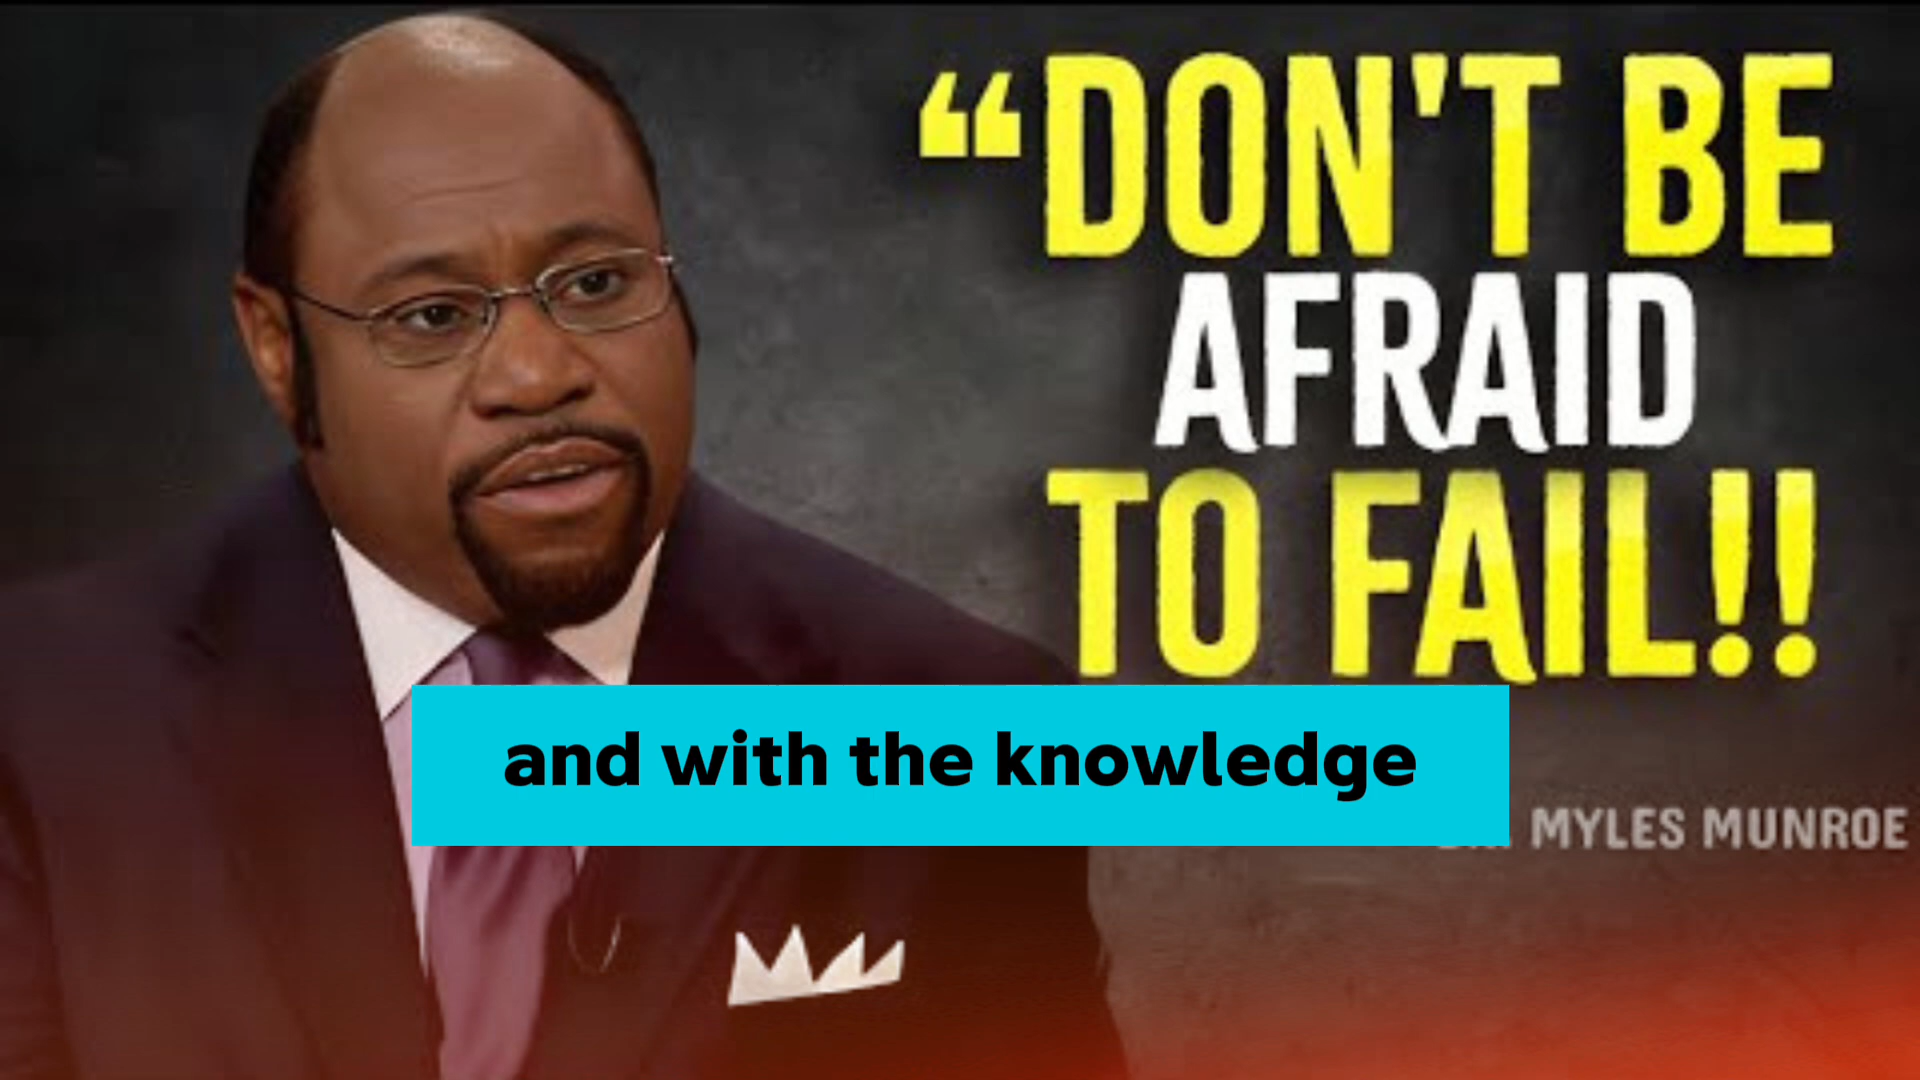 “DON'T BE
AFRAID
TO FAIL!!
and with the knowledge
MYLES MUNROE